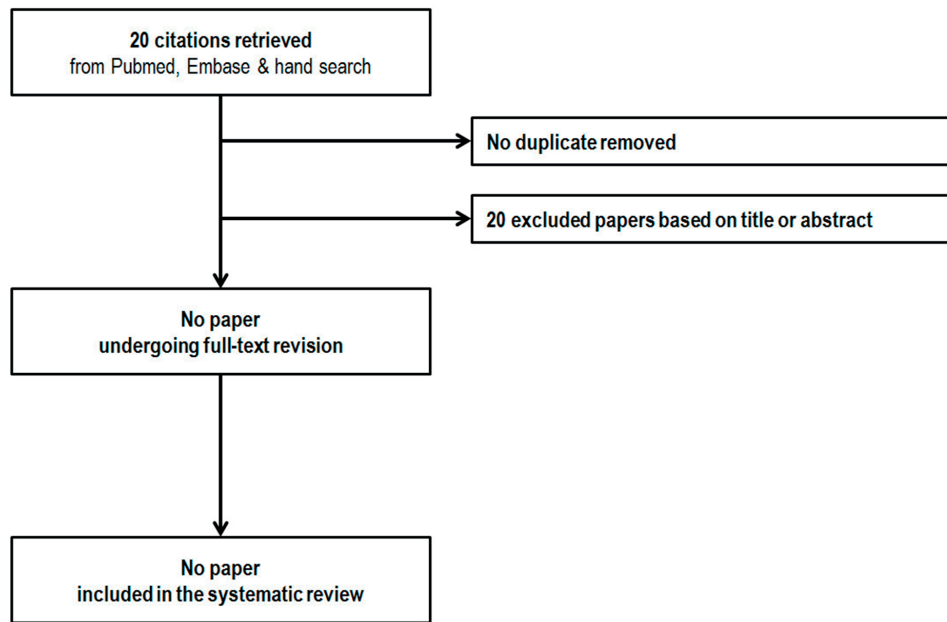 20 citations retrieved
from Pubmed, Embase & hand search
No duplicate removed
20 excluded papers based on title or abstract
No paper
undergoing full-text revision
No paper
included in the systematic review